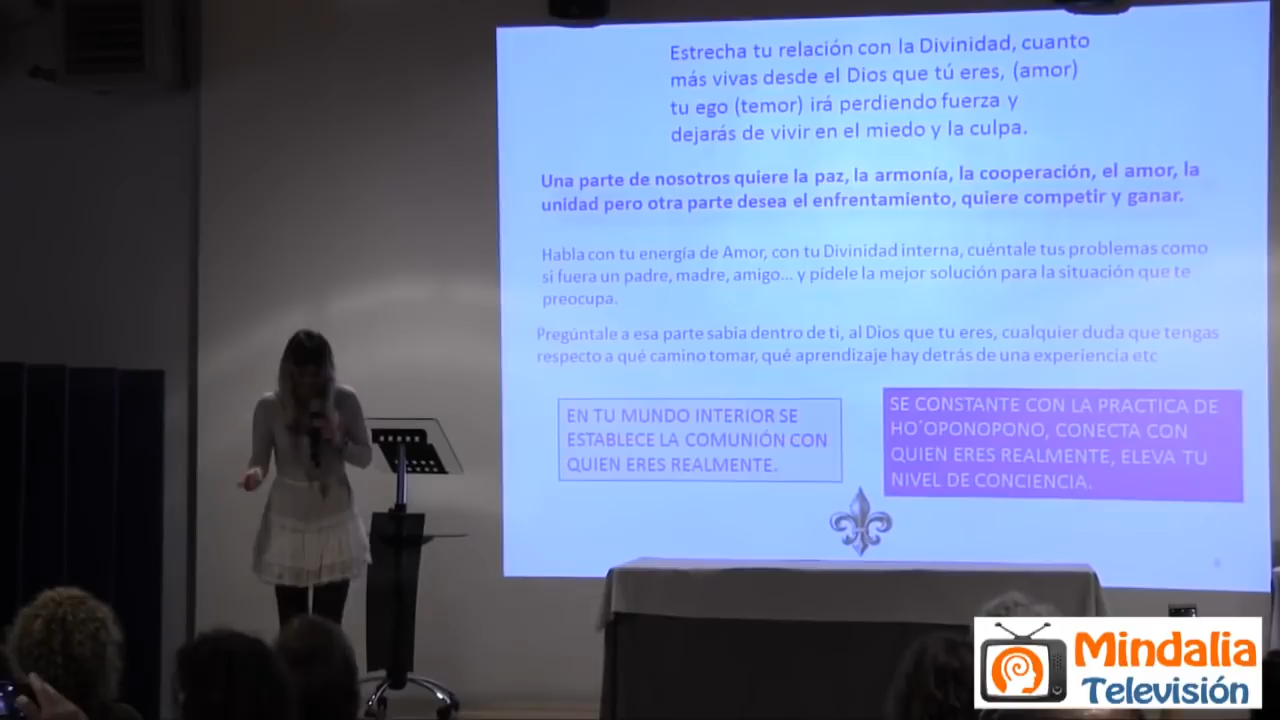 Estrecha tu relación con la Divinidad, cuanto
más vivas desde el Dios que tú eres, (amor)
tu ego (temor) irá perdiendo fuerza y
dejarás de vivir en el miedo y la culpa.
Una parte de nosotros quiere la paz, la armonía, la cooperación, el amor, la
unidad pero otra parte desea el enfrentamiento, quiere competir y ganar.
Habla con tu energía de Amor, con tu Divinidad interna, cuéntale tus problemas como
si fuera un padre, madre, amigo... y pídele la mejor solución para la situación que te
preocupa.
Pregúntale a esa parte sabia dentro de ti, al Dios que tu eres, cualquier duda que tengas
respecto a qué camino tomar, qué aprendizaje hay detrás de una experiencia etc
EN TU MUNDO INTERIOR SE
ESTABLECE LA COMUNIÓN CON
QUIEN ERES REALMENTE.
SE CONSTANTE CON LA PRACTICA DE
HO´OPONOPONO, CONECTA CON
QUIEN ERES REALMENTE, ELEVA TU
NIVEL DE CONCIENCIA.
Mindalia
Televisión